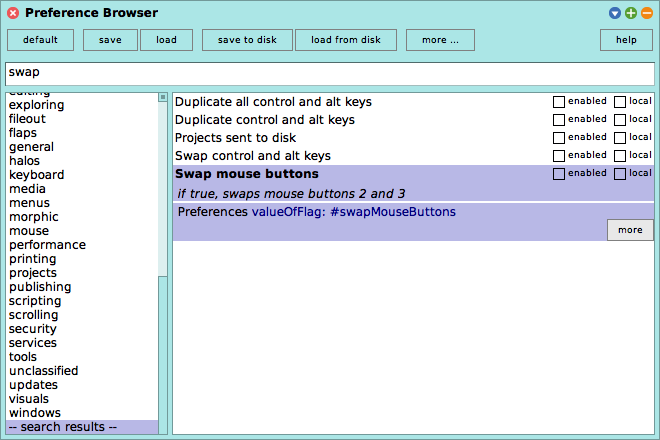 Preference Browser
default save load save to disk load from disk more ... help
swap
editing
exploring
fileout
flaps
general
halos
keyboard
media
menus
morphic
mouse
performance
printing
projects
publishing
scripting
scrolling
security
services
tools
unclassified
updates
visuals
windows
-- search results --
Duplicate all control and alt keys enabled local
Duplicate control and alt keys enabled local
Projects sent to disk enabled local
Swap control and alt keys enabled local
Swap mouse buttons enabled local
if true, swaps mouse buttons 2 and 3
Preferences valueOfFlag: #swapMouseButtons
more